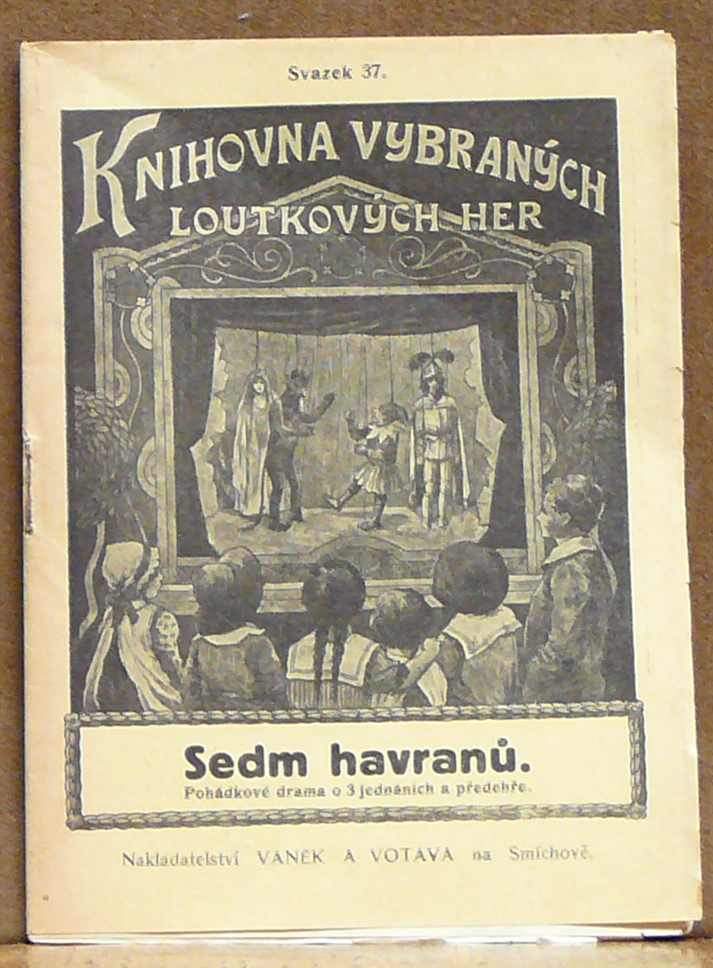 Svazek 37.
KNIHOVNA VYBRANÝCH
LOUTKOVÝCH HER
Sedm havranů.
Pohádkové drama o 3 jednáních a předehře.
Nakladatelství VANĚK A VOTAVA na Smíchově.